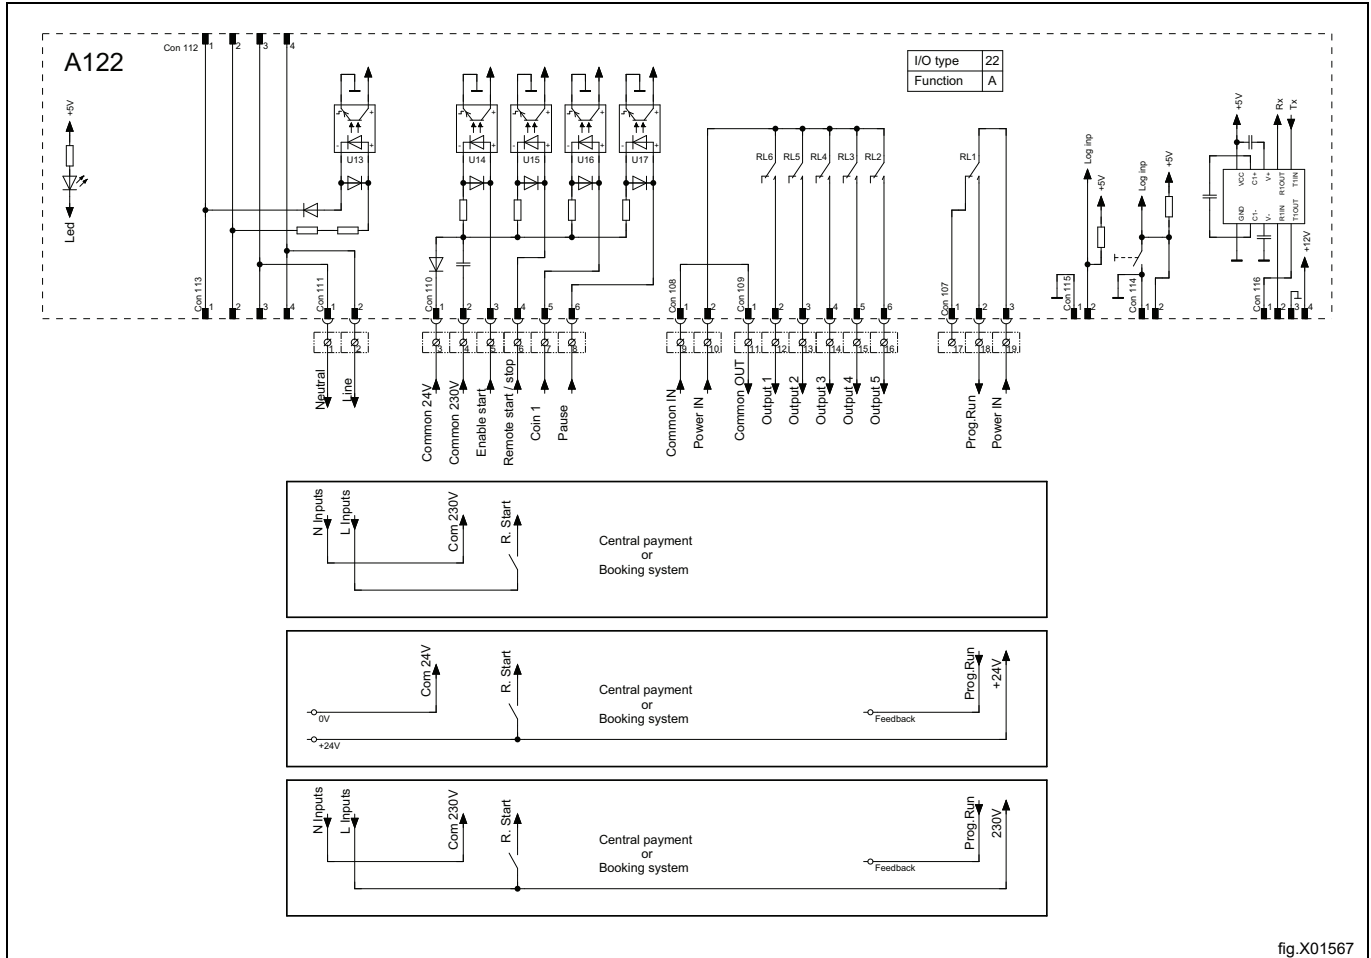 A122
Con 112
1
2
3
4
I/O type 22
Function A
+5V
Led
U13
U14
U15
U16
U17
RL6
RL5
RL4
RL3
RL2
RL1
Log inp
+5V
Log inp
+5V
+5V
Rx
Tx
VCC
C1+
V+
R1OUT
T1IN
GND
C1-
V-
R1IN
T1OUT
+12V
Con 113
1
2
3
4
Con 111
1
2
Con 110
1
2
3
4
5
6
Con 108
1
2
Con 109
1
2
3
4
5
6
Con 107
1
2
3
Con 115
1
2
Con 114
1
2
Con 116
1
2
3
4
1
2
3
4
5
6
7
8
9
10
11
12
13
14
15
16
17
18
19
Neutral
Line
Common 24V
Common 230V
Enable start
Remote start / stop
Coin 1
Pause
Common IN
Power IN
Common OUT
Output 1
Output 2
Output 3
Output 4
Output 5
Prog.Run
Power IN
N Inputs
L Inputs
Com 230V
R. Start
Central payment
or
Booking system
Com 24V
R. Start
Central payment
or
Booking system
Prog.Run
+24V
0V
+24V
Feedback
N Inputs
L Inputs
Com 230V
R. Start
Central payment
or
Booking system
Prog.Run
230V
Feedback
fig.X01567